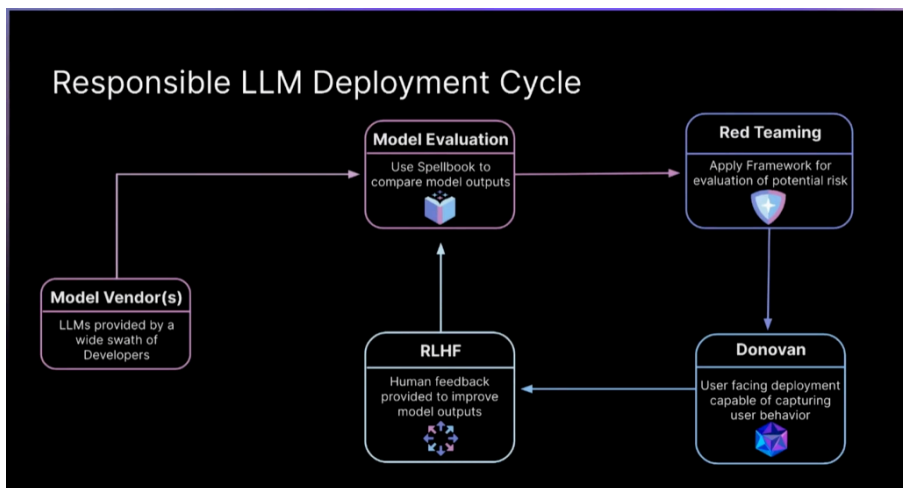 Responsible LLM Deployment Cycle
Model Evaluation
Use Spellbook to
compare model outputs
Red Teaming
Apply Framework for
evaluation of potential risk
Model Vendor(s)
LLMs provided by a
wide swath of
Developers
RLHF
Human feedback
provided to improve
model outputs
Donovan
User facing deployment
capable of capturing
user behavior